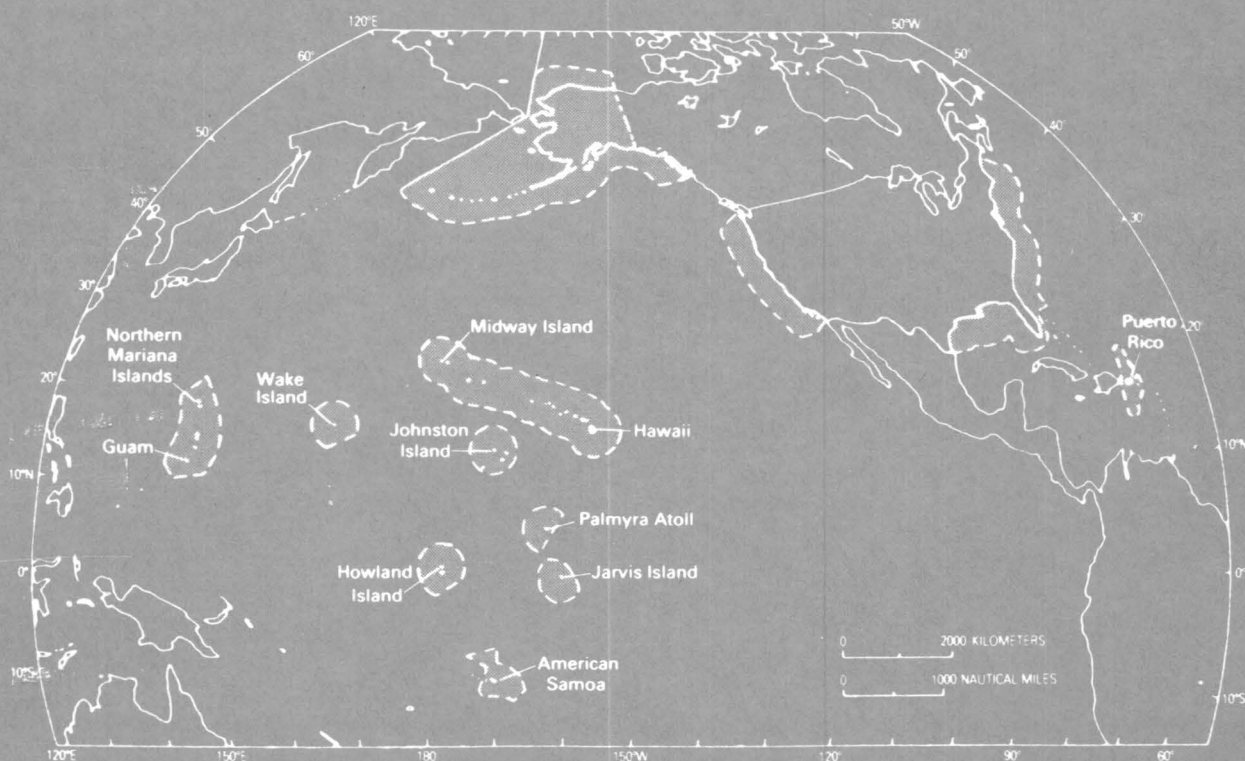 120°E
50°W
60°
50°
50
40°
40°
30°
30°
Northern
Mariana
Islands
Midway Island
Puerto
Rico
20°
20°
Wake
Island
Johnston
Island
Hawaii
Guam
10°N
10°N
Palmyra Atoll
Howland
Island
Jarvis Island
0°
0°
0 2000 KILOMETERS
American
Samoa
0 1000 NAUTICAL MILES
10°S
10°S
120°E
150°E
180
150°W
120°
90°
60°